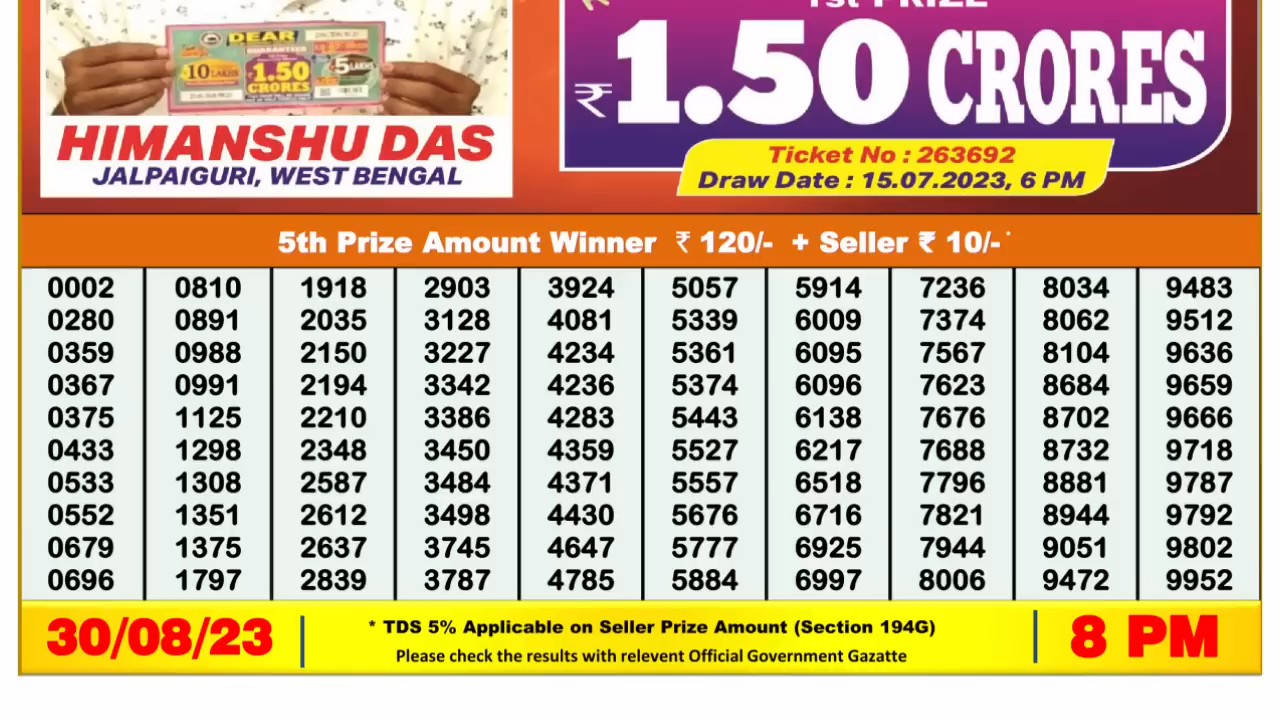 1st PRIZE
₹1.50 CRORES
DEAR
GUARANTEED
10 LAKHS
1.50
5 LAKHS
CRORES
HIMANSHU DAS
JALPAIGURI, WEST BENGAL
Ticket No : 263692
Draw Date : 15.07.2023, 6 PM
5th Prize Amount Winner ₹ 120/- + Seller ₹ 10/- *
0002 0810 1918 2903 3924 5057 5914 7236 8034 9483
0280 0891 2035 3128 4081 5339 6009 7374 8062 9512
0359 0988 2150 3227 4234 5361 6095 7567 8104 9636
0367 0991 2194 3342 4236 5374 6096 7623 8684 9659
0375 1125 2210 3386 4283 5443 6138 7676 8702 9666
0433 1298 2348 3450 4359 5527 6217 7688 8732 9718
0533 1308 2587 3484 4371 5557 6518 7796 8881 9787
0552 1351 2612 3498 4430 5676 6716 7821 8944 9792
0679 1375 2637 3745 4647 5777 6925 7944 9051 9802
0696 1797 2839 3787 4785 5884 6997 8006 9472 9952
30/08/23
* TDS 5% Applicable on Seller Prize Amount (Section 194G)
Please check the results with relevent Official Government Gazatte
8 PM